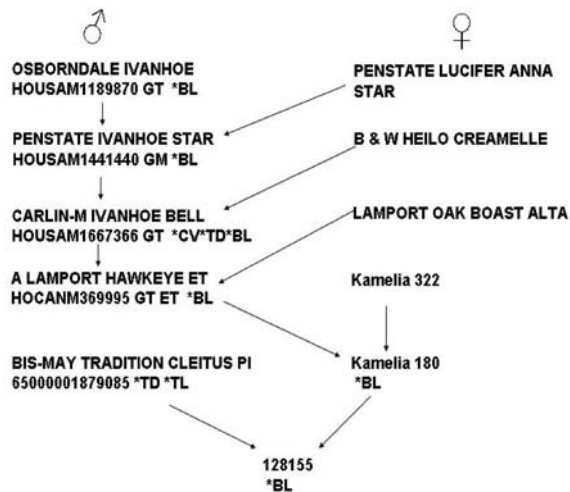 OSBORNDALE IVANHOE
HOUSAM1189870 GT *BL
PENSTATE LUCIFER ANNA
STAR
PENSTATE IVANHOE STAR
HOUSAM1441440 GM *BL
B & W HEILO CREAMELLE
CARLIN-M IVANHOE BELL
HOUSAM1667366 GT *CV*TD*BL
LAMPORT OAK BOAST ALTA
A LAMPORT HAWKEYE ET
HOCANM369995 GT ET *BL
Kamelia 322
BIS-MAY TRADITION CLEITUS PI
65000001879085 *TD *TL
Kamelia 180
*BL
128155
*BL